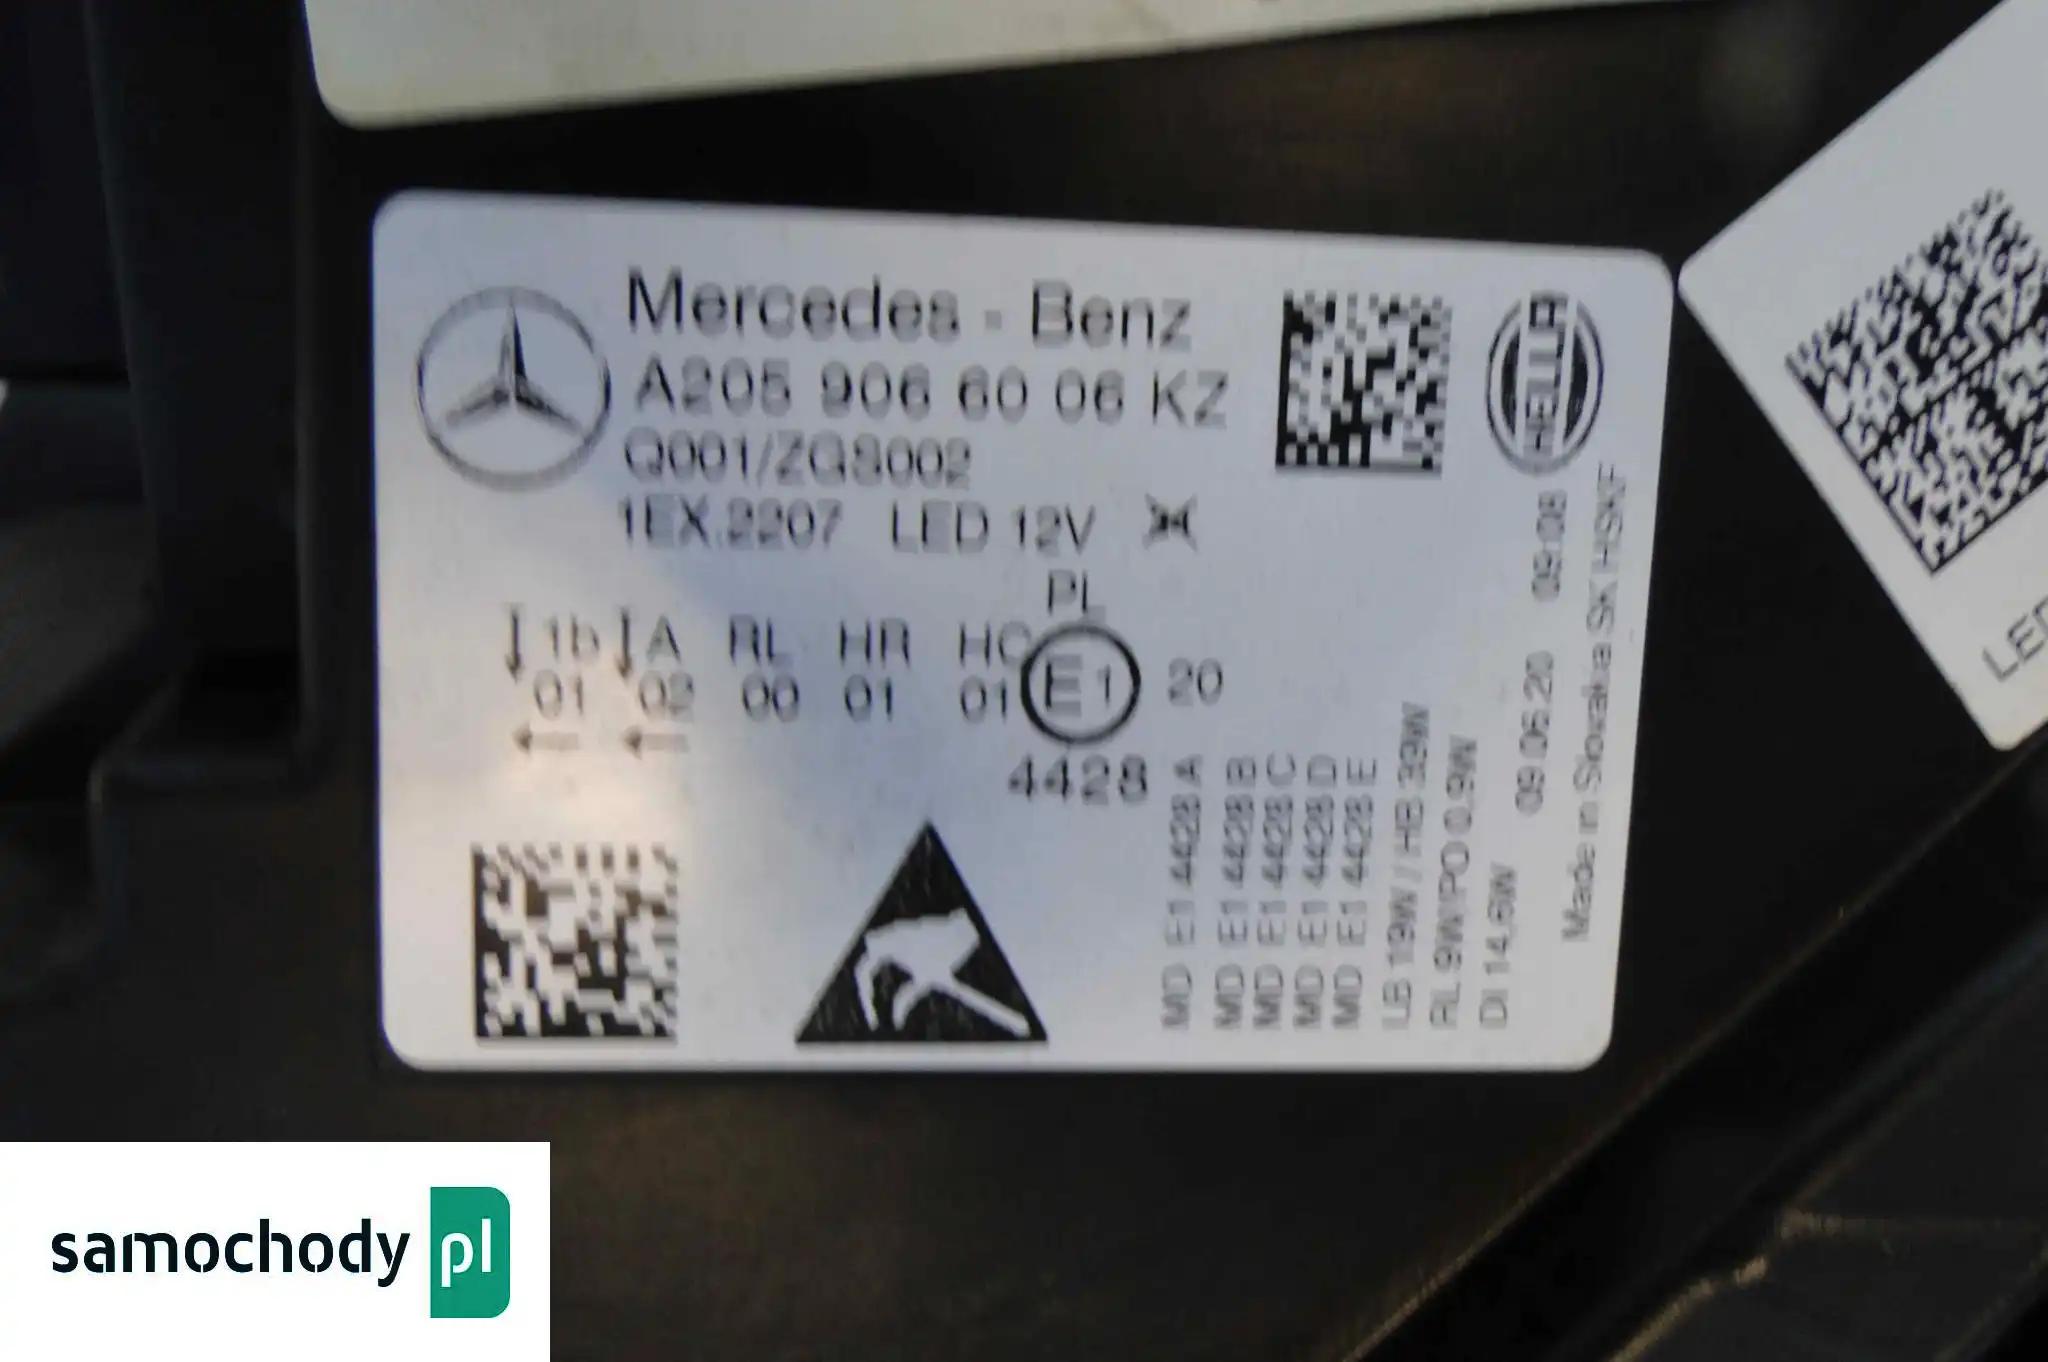 Mercedes - Benz
A205 906 60 06 KZ
Q001/ZGS002
1EX.2207 LED 12V
PL
1b A RL HR HC
01 02 00 01 01 E1 20
4428
MD E1 4428 A
MD E1 4428 B
MD E1 4428 C
MD E1 4428 D
MD E1 4428 E
LB 19W / HB 39W
RL 9W/PO 0,9W
DI 14,6W
09.06.20 09:08
Made in Slovakia SK HSKF
HELLA
LED
samochody pl